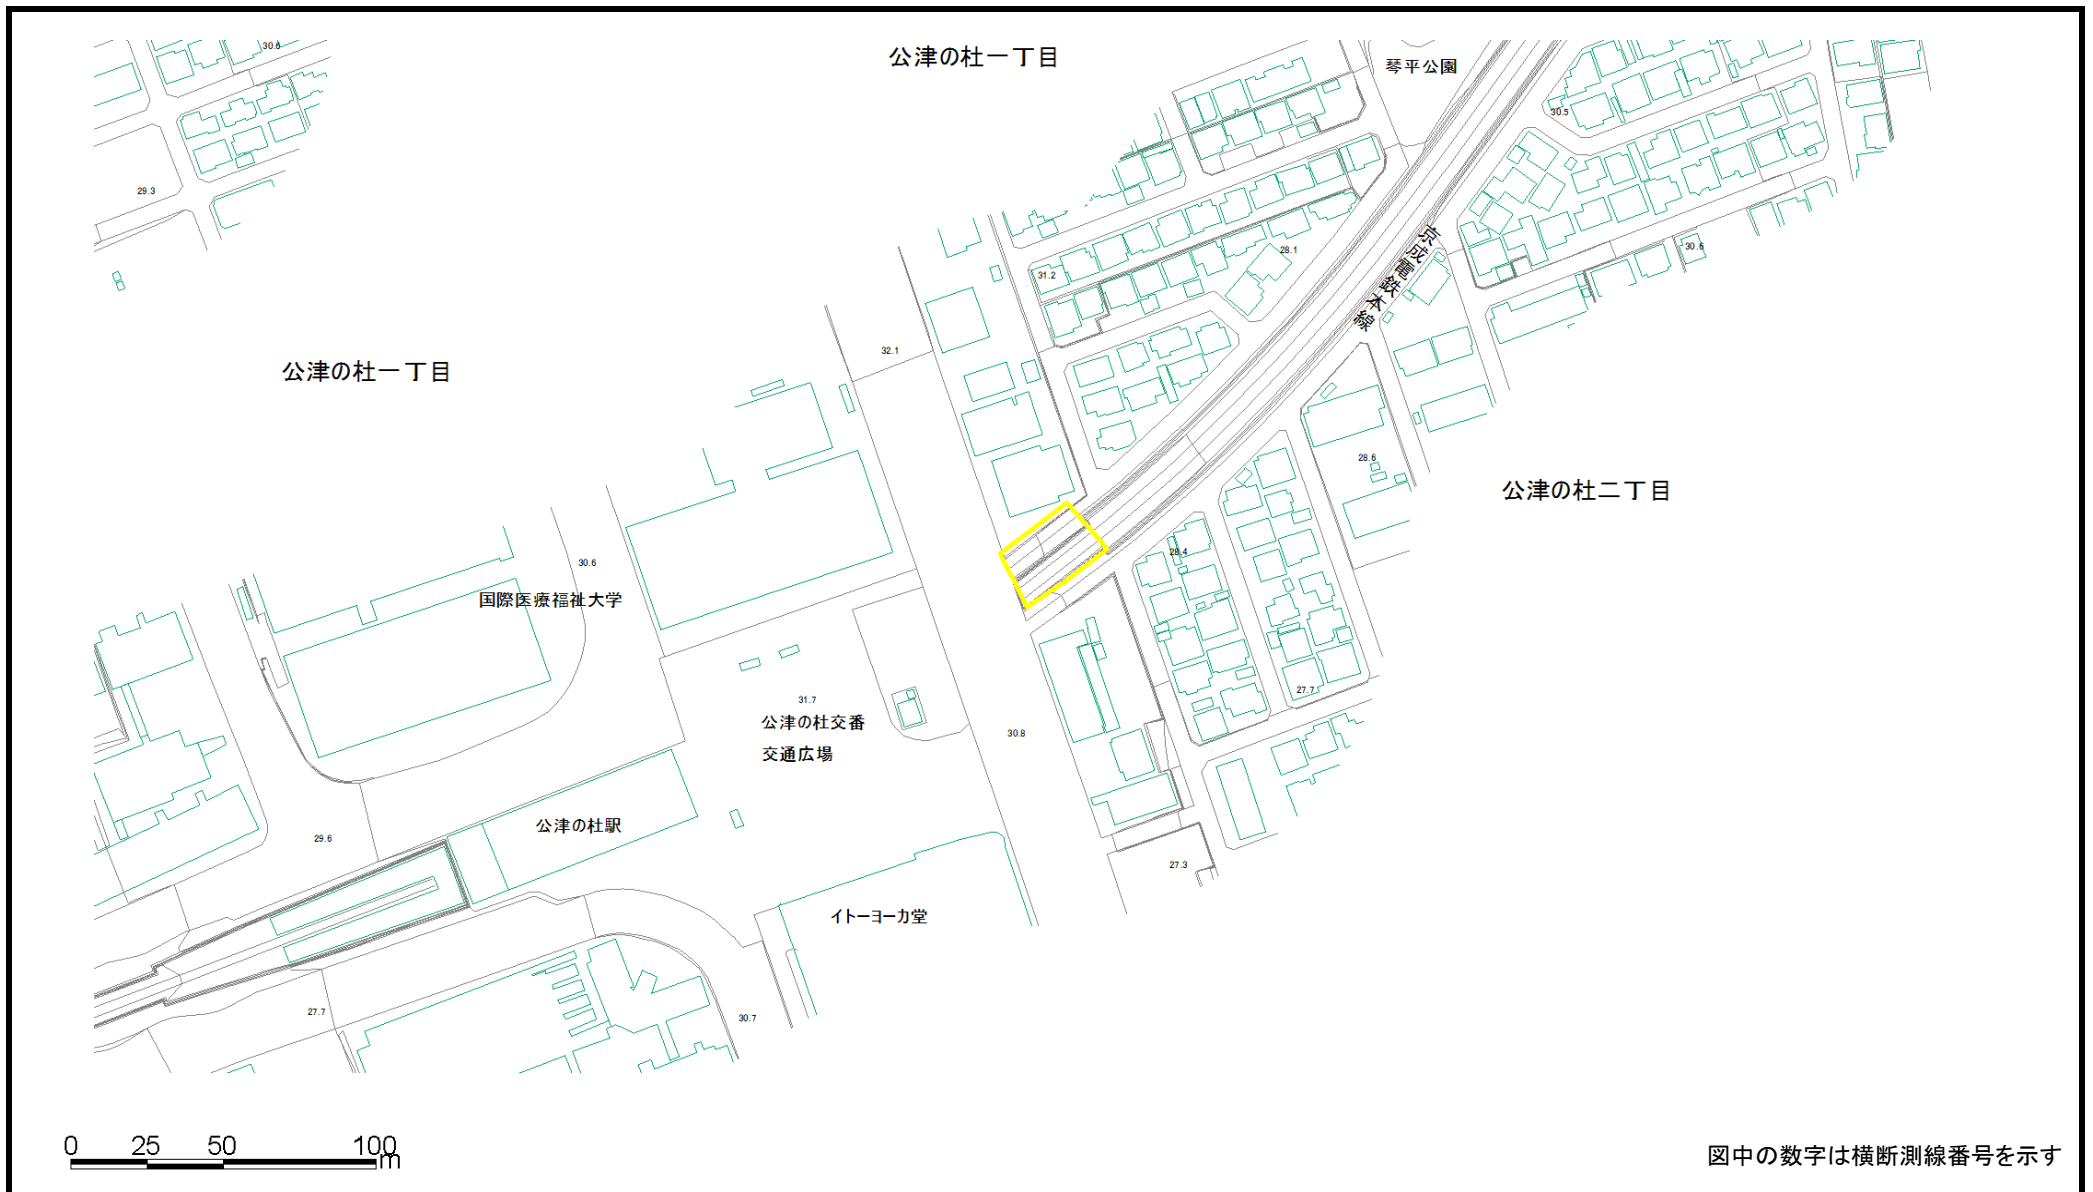 30.6
公津の杜一丁目
琴平公園
30.5
29.3
京成電鉄本線
28.1
30.6
31.2
32.1
公津の杜一丁目
28.6
公津の杜二丁目
28.4
30.6
国際医療福祉大学
27.7
31.7
公津の杜交番
交通広場
30.8
公津の杜駅
29.6
27.3
イトーヨーカ堂
27.7
30.7
0 25 50 100
m
図中の数字は横断測線番号を示す